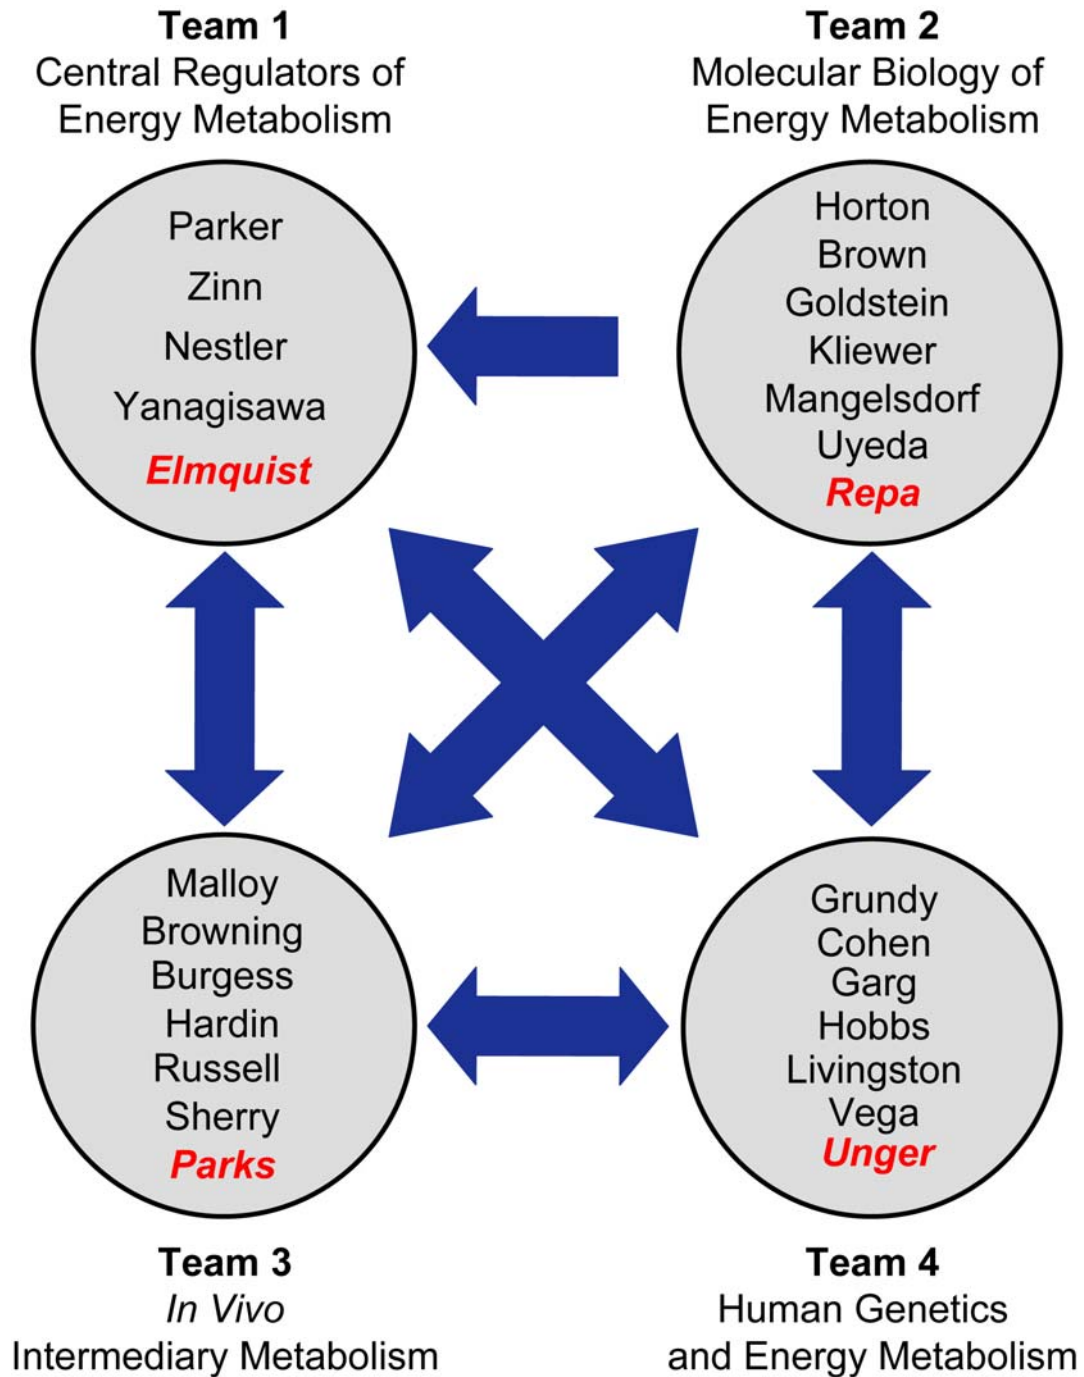 Team 1
Central Regulators of
Energy Metabolism
Parker
Zinn
Nestler
Yanagisawa
Elmquist
Team 2
Molecular Biology of
Energy Metabolism
Horton
Brown
Goldstein
Kliewer
Mangelsdorf
Uyeda
Repa
Malloy
Browning
Burgess
Hardin
Russell
Sherry
Parks
Team 3
In Vivo
Intermediary Metabolism
Grundy
Cohen
Garg
Hobbs
Livingston
Vega
Unger
Team 4
Human Genetics
and Energy Metabolism